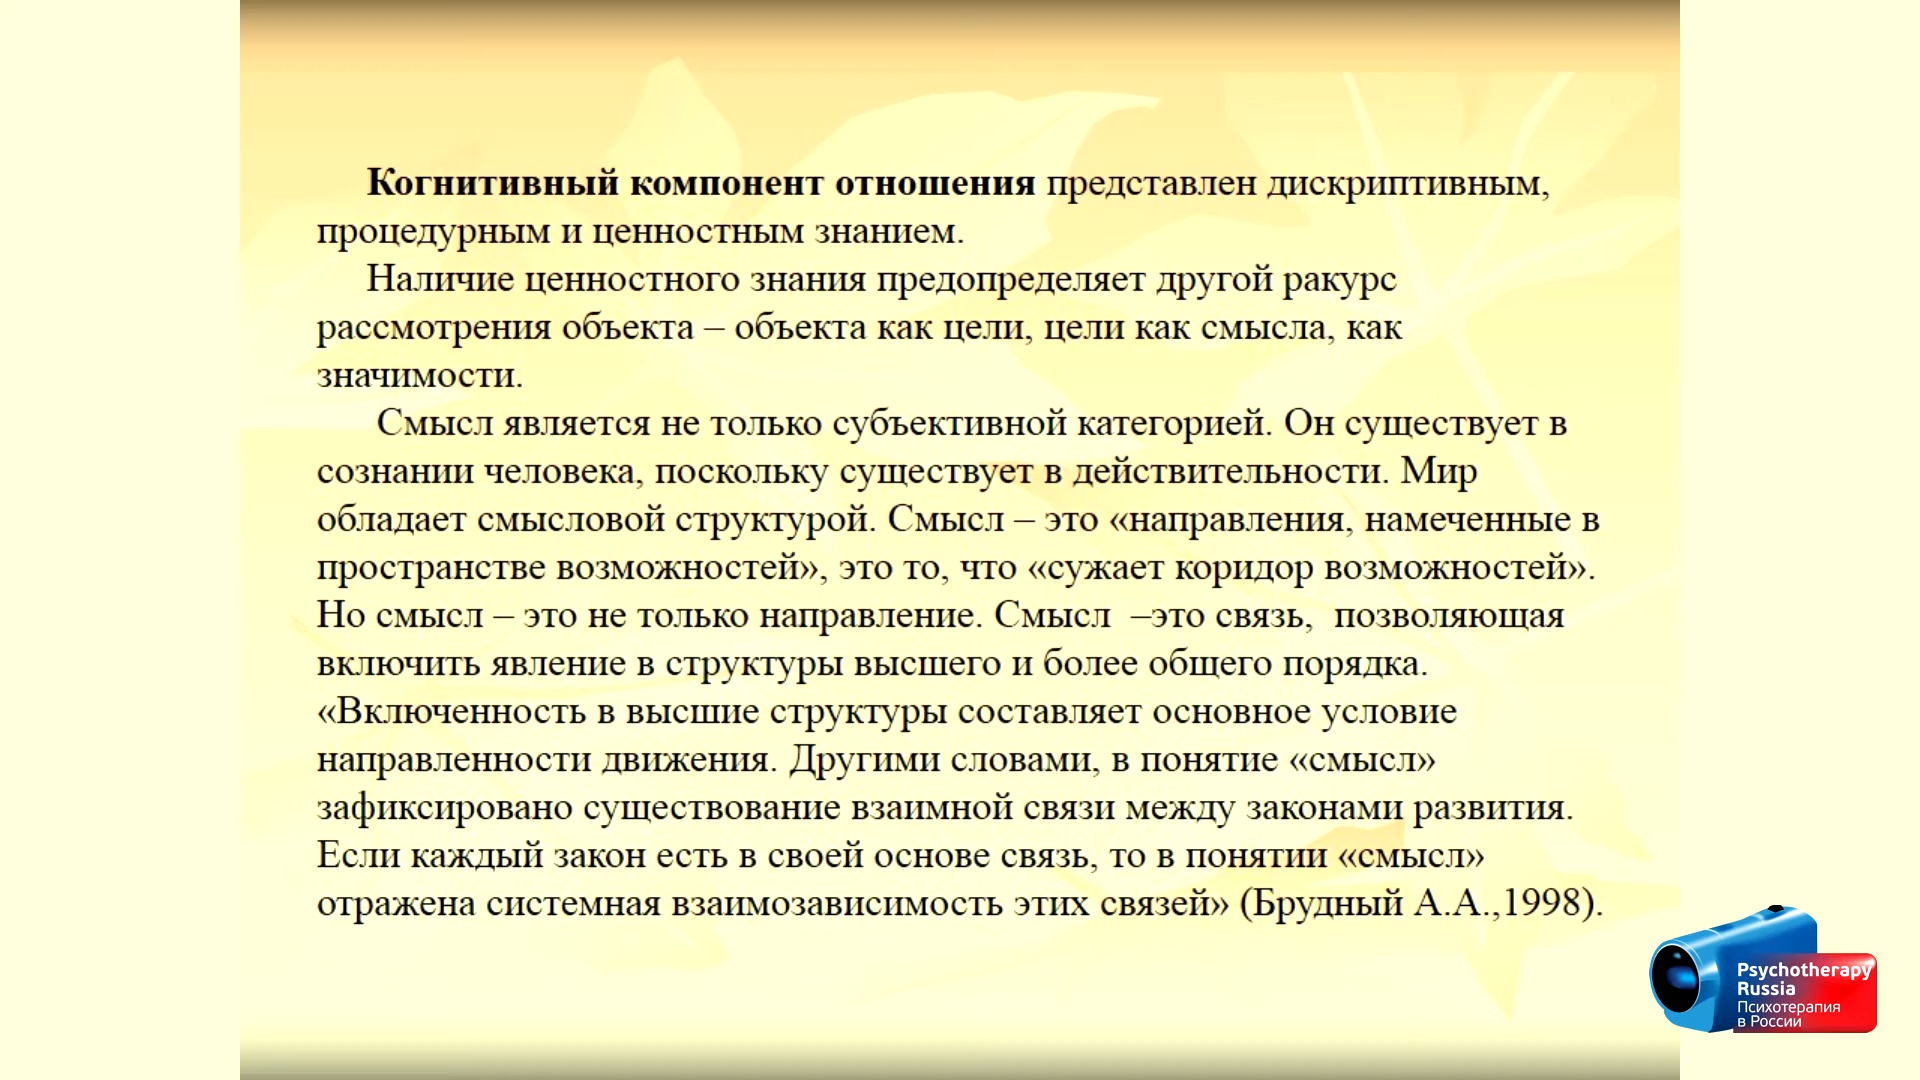 Когнитивный компонент отношения представлен дискриптивным,
процедурным и ценностным знанием.
Наличие ценностного знания предопределяет другой ракурс
рассмотрения объекта – объекта как цели, цели как смысла, как
значимости.
Смысл является не только субъективной категорией. Он существует в
сознании человека, поскольку существует в действительности. Мир
обладает смысловой структурой. Смысл – это «направления, намеченные в
пространстве возможностей», это то, что «сужает коридор возможностей».
Но смысл – это не только направление. Смысл –это связь, позволяющая
включить явление в структуры высшего и более общего порядка.
«Включенность в высшие структуры составляет основное условие
направленности движения. Другими словами, в понятие «смысл»
зафиксировано существование взаимной связи между законами развития.
Если каждый закон есть в своей основе связь, то в понятии «смысл»
отражена системная взаимозависимость этих связей» (Брудный А.А.,1998).
Psychotherapy
Russia
Психотерапия
в России